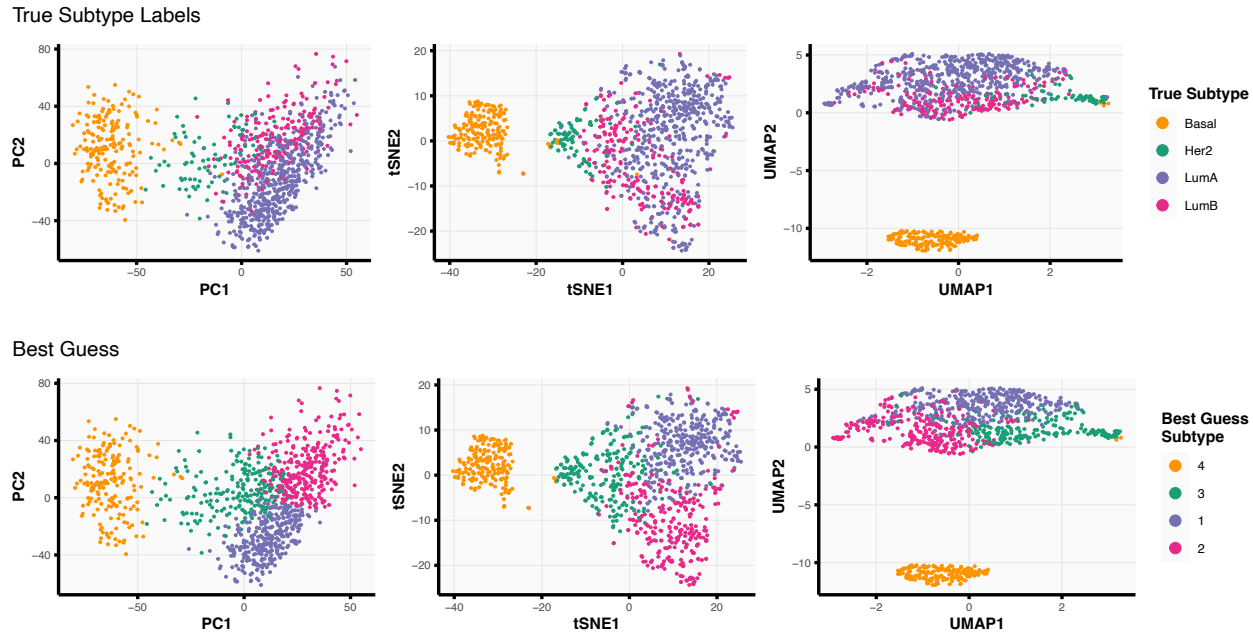 True Subtype Labels
80
40
0
−40
PC2
−50
0
50
PC1
20
10
0
−10
−20
tSNE2
−40
−20
0
20
tSNE1
5
0
−5
−10
UMAP2
−2
0
2
UMAP1
True Subtype
Basal
Her2
LumA
LumB
Best Guess
80
40
0
−40
PC2
−50
0
50
PC1
20
10
0
−10
−20
tSNE2
−40
−20
0
20
tSNE1
5
0
−5
−10
UMAP2
−2
0
2
UMAP1
Best Guess
Subtype
4
3
1
2